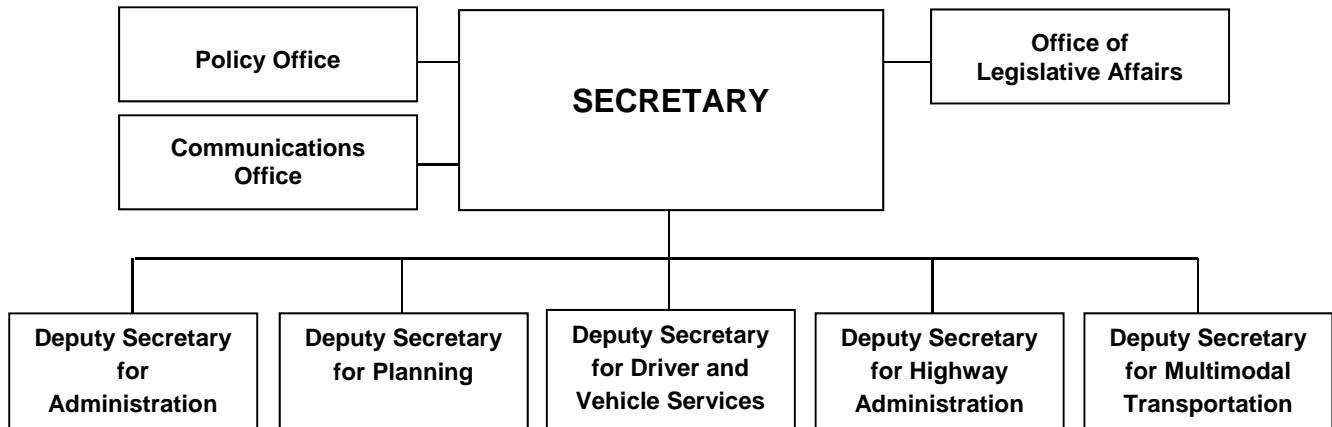 Policy Office
Communications
Office
SECRETARY
Office of
Legislative Affairs
Deputy Secretary
for
Administration
Deputy Secretary
for Planning
Deputy Secretary
for Driver and
Vehicle Services
Deputy Secretary
for Highway
Administration
Deputy Secretary
for Multimodal
Transportation